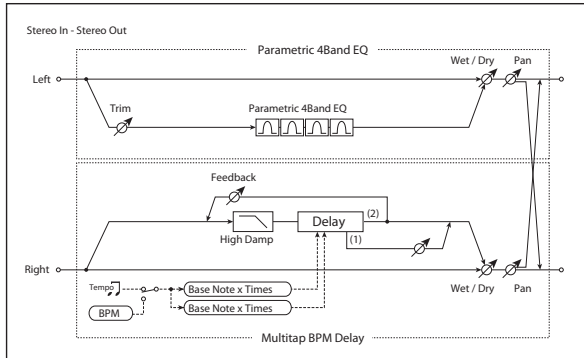 Stereo In - Stereo Out
Parametric 4Band EQ
Wet / Dry
Pan
Left
Trim
Parametric 4Band EQ
Feedback
Delay
(2)
(1)
High Damp
Right
Tempo
Base Note x Times
BPM
Base Note x Times
Wet / Dry
Pan
Multitap BPM Delay